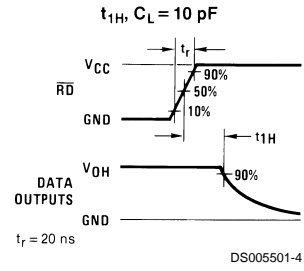 t1H, CL = 10 pF
tr
VCC
90%
RD
50%
10%
GND
t1H
VOH
90%
DATA
OUTPUTS
GND
tr = 20 ns
DS005501-4